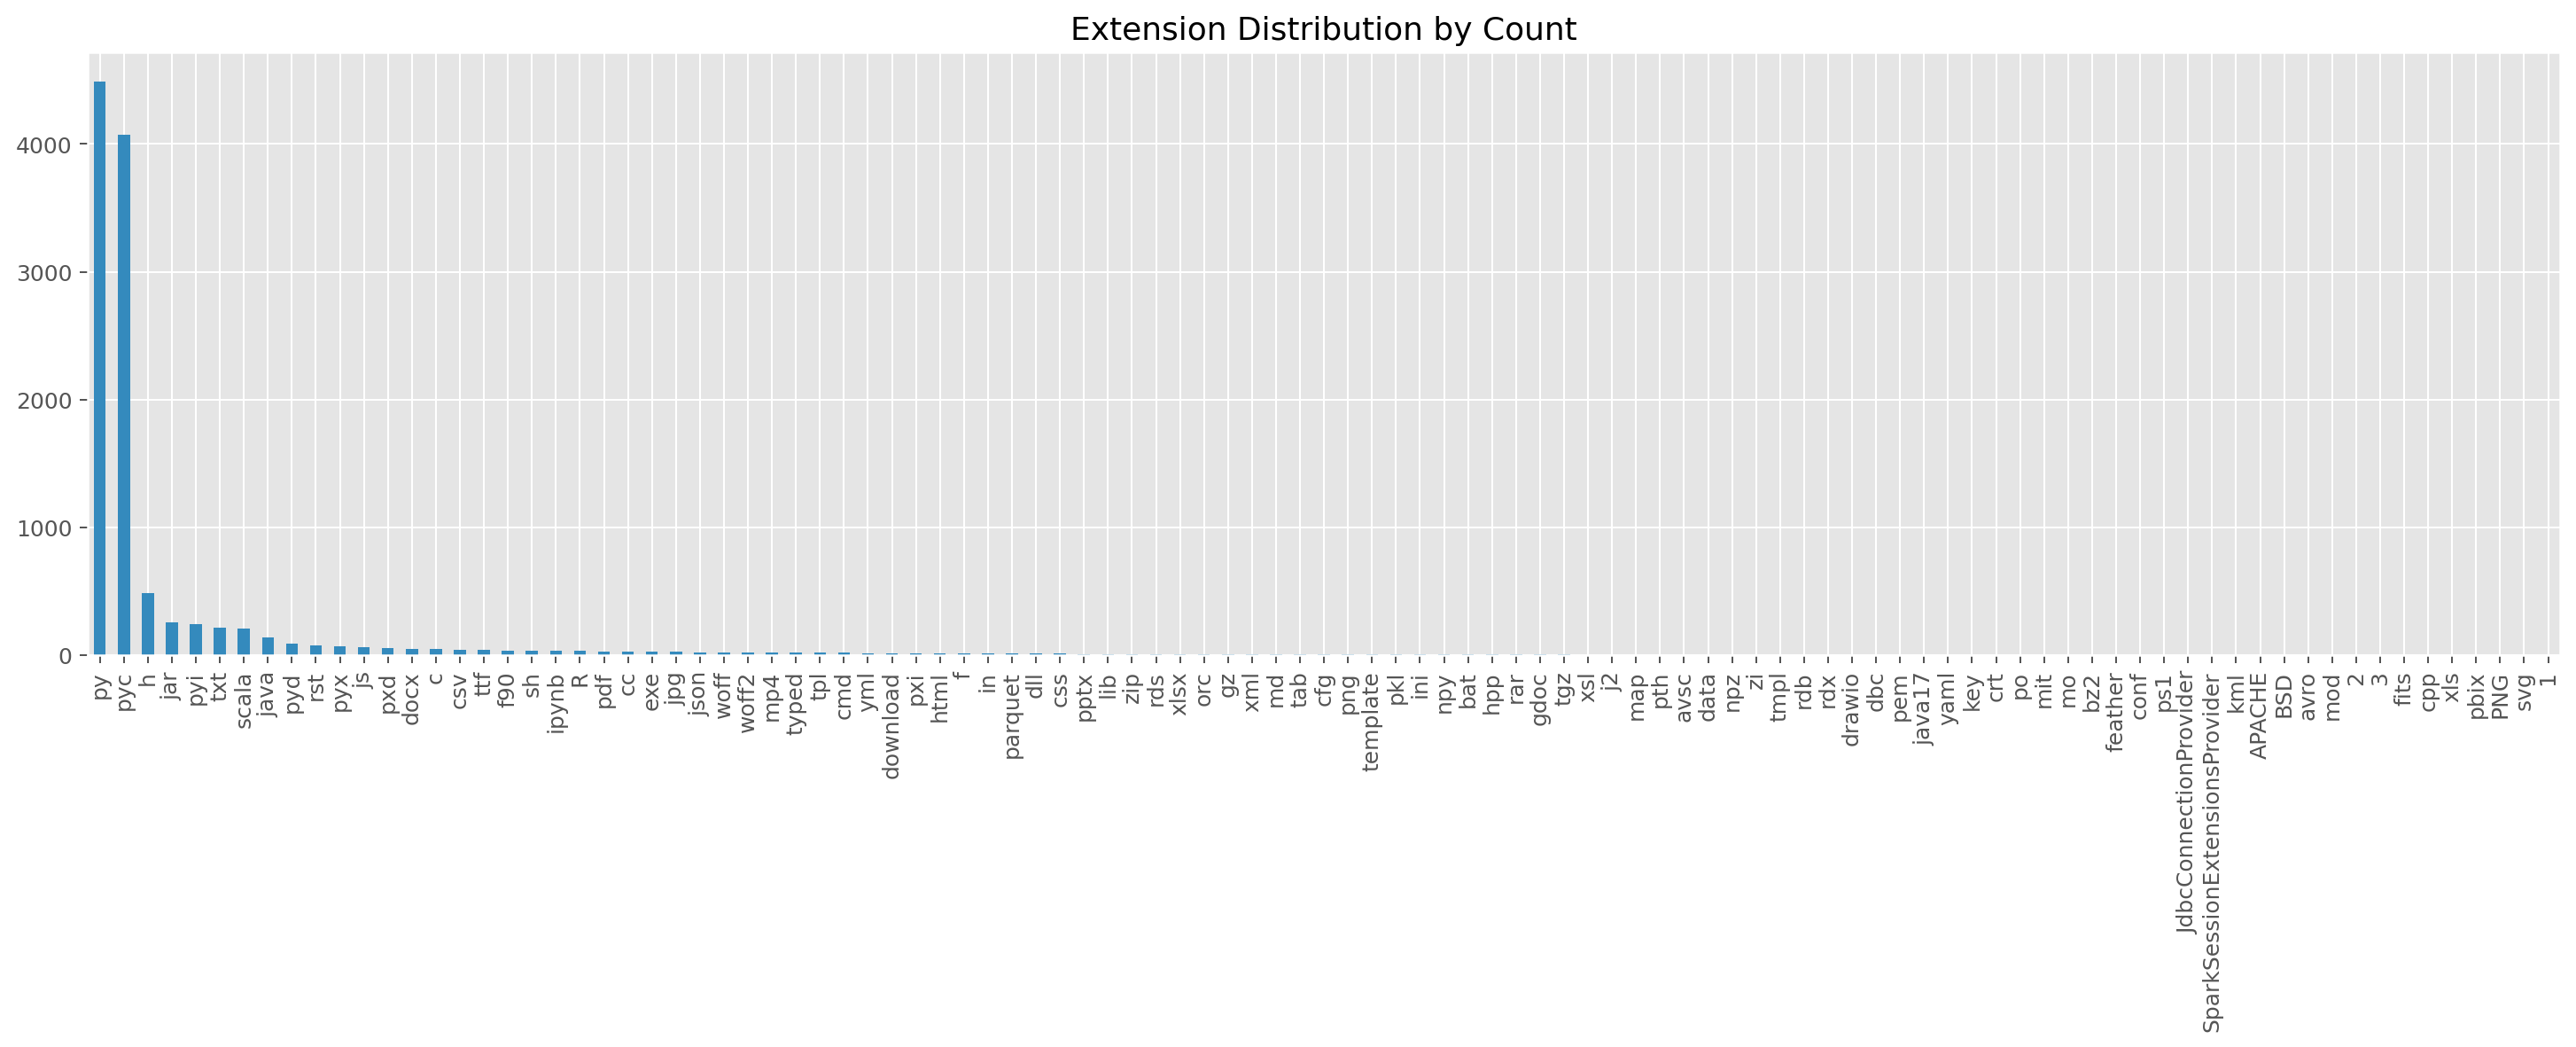 Extension Distribution by Count
4000
3000
2000
1000
0
py
pyc
h
jar
pyi
txt
scala
java
pyd
rst
pyx
js
pxd
docx
c
csv
ttf
f90
sh
ipynb
R
pdf
cc
exe
jpg
json
woff
woff2
mp4
typed
tpl
cmd
yml
download
pxi
html
f
in
parquet
dll
css
pptx
lib
zip
rds
xlsx
orc
gz
xml
md
tab
cfg
png
template
pkl
ini
npy
bat
hpp
rar
gdoc
tgz
xsl
j2
map
pth
avsc
data
npz
zi
tmpl
rdb
rdx
drawio
dbc
pem
java17
yaml
key
crt
po
mit
mo
bz2
feather
conf
ps1
JdbcConnectionProvider
SparkSessionExtensionsProvider
kml
APACHE
BSD
avro
mod
2
3
fits
cpp
xls
pbix
PNG
svg
1